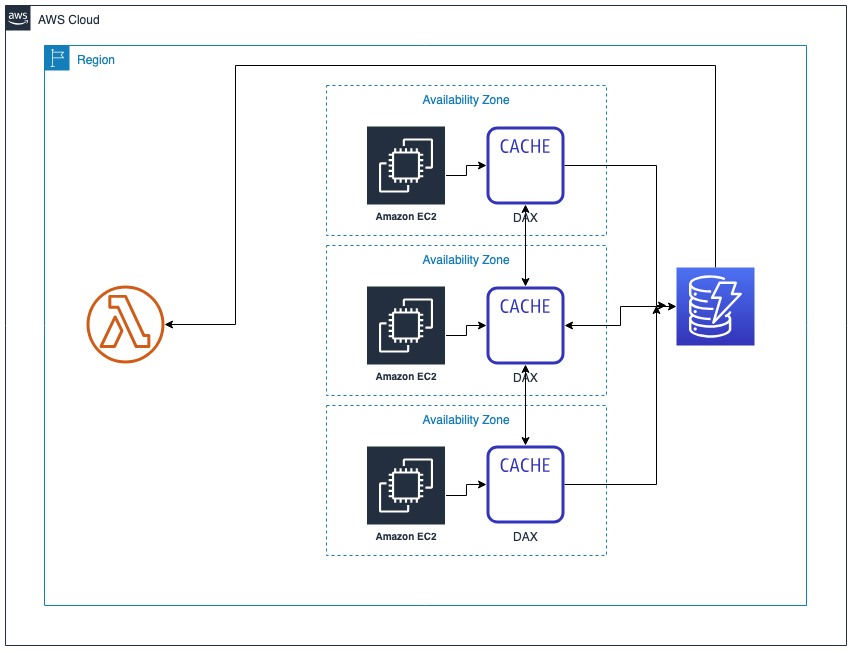 aws
AWS Cloud
Region
Availability Zone
CACHE
Amazon EC2
DAX
Availability Zone
CACHE
Amazon EC2
DAX
Availability Zone
CACHE
Amazon EC2
DAX